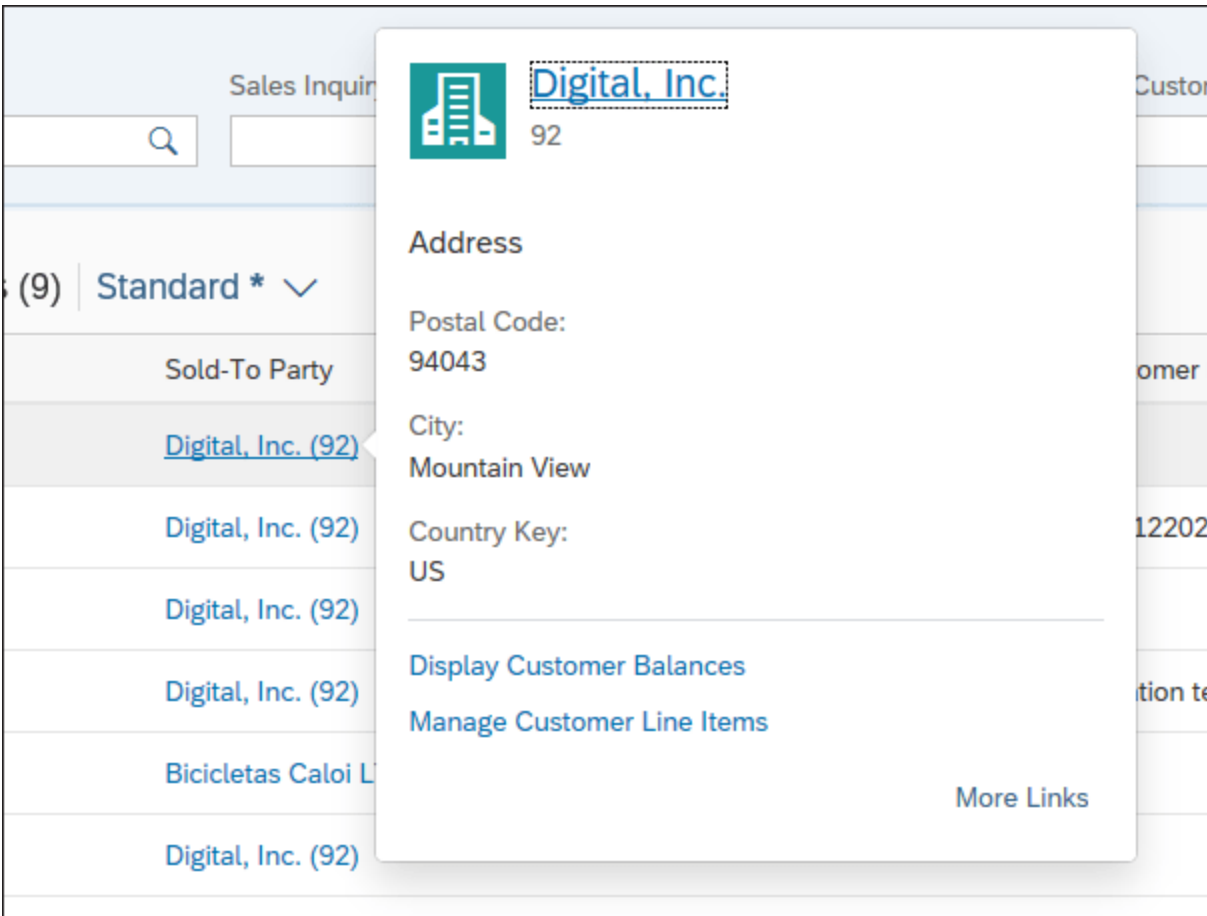 Sales Inquir
Custo
Digital, Inc.
92
Address
(9) Standard *
Postal Code:
94043
Sold-To Party
omer
City:
Mountain View
Digital, Inc. (92)
Country Key:
US
Digital, Inc. (92)
12202
Digital, Inc. (92)
Display Customer Balances
Digital, Inc. (92)
tion te
Manage Customer Line Items
Bicicletas Caloi L
More Links
Digital, Inc. (92)